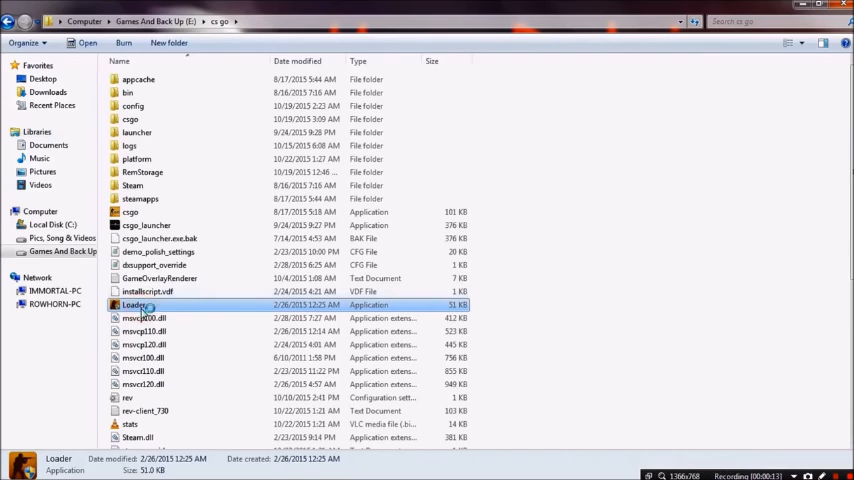 Computer ▸ Games And Back Up (E:) ▸ cs go ▸
Search cs go
Organize ▾ Open Burn New folder
Name Date modified Type Size
Favorites
Desktop
Downloads
Recent Places
Libraries
Documents
Music
Pictures
Videos
Computer
Local Disk (C:)
Pics, Song & Videos
Games And Back Up
Network
IMMORTAL-PC
ROWHORN-PC
appcache 8/17/2015 5:44 AM File folder
bin 8/16/2015 7:16 AM File folder
config 10/19/2015 2:23 AM File folder
csgo 10/19/2015 3:09 AM File folder
launcher 9/24/2015 9:28 PM File folder
logs 10/15/2015 6:08 AM File folder
platform 10/22/2015 1:27 AM File folder
RemStorage 10/19/2015 12:46 ... File folder
Steam 8/16/2015 7:16 AM File folder
steamapps 8/17/2015 5:44 AM File folder
csgo 8/17/2015 5:18 AM Application 101 KB
csgo_launcher 9/24/2015 9:27 PM Application 376 KB
csgo_launcher.exe.bak 7/14/2015 4:53 AM BAK File 376 KB
demo_polish_settings 2/24/2015 4:22 AM CFG File 1 KB
dxsupport_override 2/28/2015 6:25 AM CFG File 1 KB
GameOverlayRenderer 10/4/2015 1:08 AM Text Document 7 KB
installscript.vdf 2/24/2015 4:21 AM VDF File 1 KB
Loader 2/26/2015 12:25 AM Application 51 KB
msvcp100.dll 2/28/2015 7:27 AM Application extens... 412 KB
msvcp110.dll 2/26/2015 12:14 AM Application extens... 523 KB
msvcp120.dll 2/24/2015 4:01 AM Application extens... 445 KB
msvcr100.dll 6/10/2011 1:58 PM Application extens... 756 KB
msvcr110.dll 2/23/2015 11:22 PM Application extens... 855 KB
msvcr120.dll 2/26/2015 4:57 AM Application extens... 949 KB
rev 10/10/2015 2:41 PM Configuration sett... 1 KB
rev-client_730 10/22/2015 1:21 AM Text Document 103 KB
stats 10/22/2015 1:21 AM VLC media file (.bi... 14 KB
Steam.dll 2/23/2015 9:14 PM Application extens... 381 KB
Loader Date modified: 2/26/2015 12:25 AM Date created: 2/26/2015 12:25 AM
Application Size: 51.0 KB
1366x768 Recording [00:00:13]